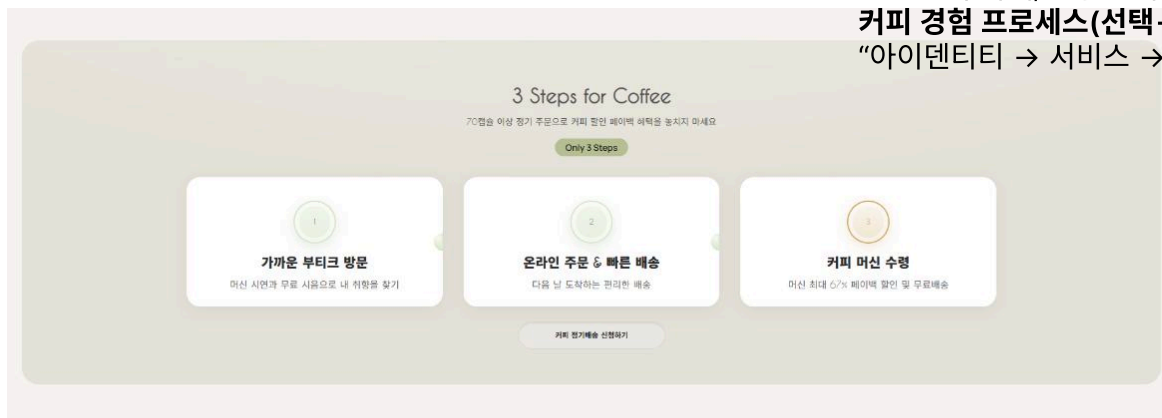 커피 경험 프로세스(선택
“아이덴티티 → 서비스 →
3 Steps for Coffee
70캡슐 이상 정기 주문으로 커피 할인 페이백 혜택을 놓치지 마세요
Only 3 Steps
1
2
3
가까운 부티크 방문
온라인 주문 & 빠른 배송
커피 머신 수령
머신 시연과 무료 시음으로 내 취향을 찾기
다음 날 도착하는 편리한 배송
머신 최대 67% 페이백 할인 및 무료배송
커피 정기배송 신청하기